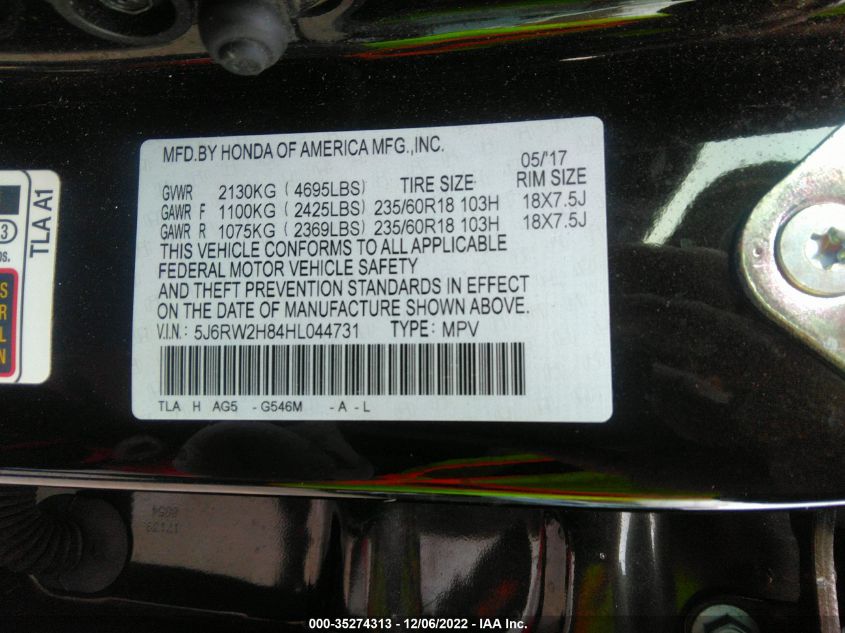 MFD.BY HONDA OF AMERICA MFG.,INC.
05/'17
GVWR 2130KG (4695LBS) TIRE SIZE RIM SIZE
GAWR F 1100KG (2425LBS) 235/60R18 103H 18X7.5J
GAWR R 1075KG (2369LBS) 235/60R18 103H 18X7.5J
THIS VEHICLE CONFORMS TO ALL APPLICABLE
FEDERAL MOTOR VEHICLE SAFETY
AND THEFT PREVENTION STANDARDS IN EFFECT
ON THE DATE OF MANUFACTURE SHOWN ABOVE.
V.I.N.: 5J6RW2H84HL044731 TYPE: MPV
TLA H AG5 - G546M - A - L
TLA A1
000-35274313 - 12/06/2022 - IAA Inc.